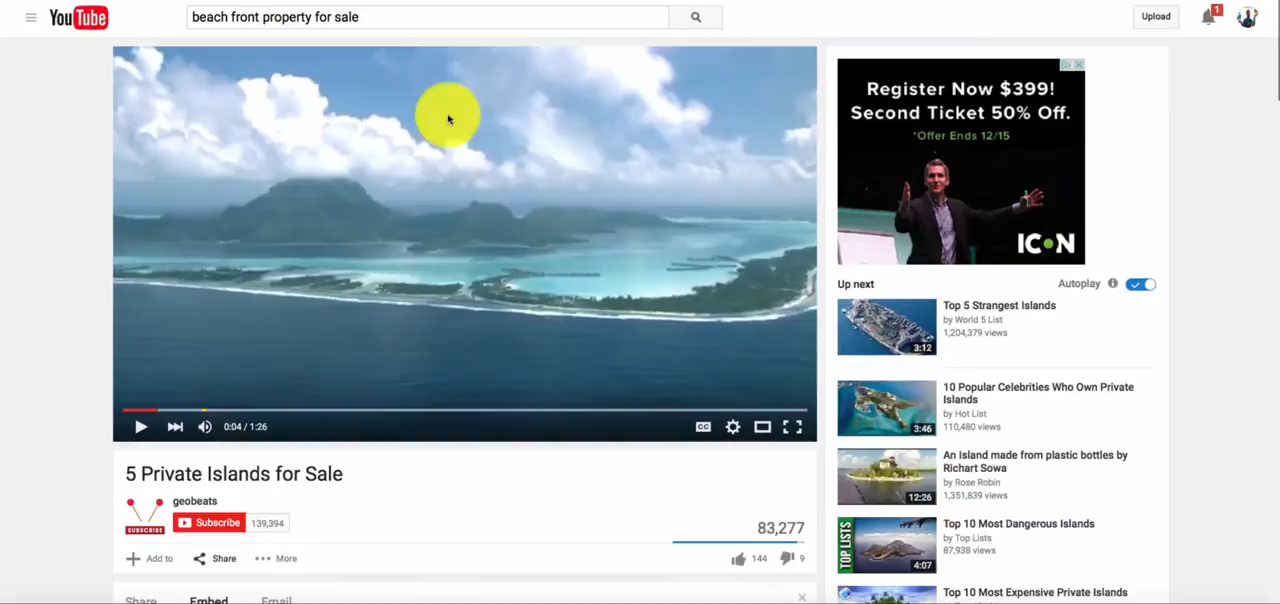 YouTube
beach front property for sale
Upload
1
Register Now $399!
Second Ticket 50% Off.
*Offer Ends 12/15
ICON
0:04 / 1:26
CC
5 Private Islands for Sale
geobeats
SUBSCRIBE
Subscribe
139,394
83,277
Add to
Share
More
144
9
Share
Embed
Email
Up next
Autoplay
3:12
Top 5 Strangest Islands
by World 5 List
1,204,379 views
3:46
10 Popular Celebrities Who Own Private
Islands
by Hot List
110,480 views
12:26
An Island made from plastic bottles by
Richart Sowa
by Rose Robin
1,351,839 views
TOP LISTS
4:07
Top 10 Most Dangerous Islands
by Top Lists
87,938 views
Top 10 Most Expensive Private Islands